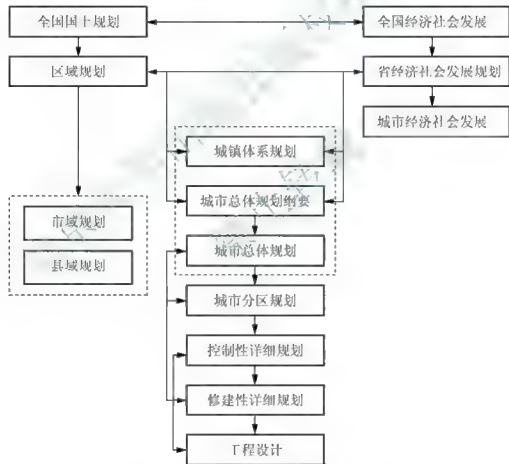 全国国土规划
全国经济社会发展
区域规划
省经济社会发展规划
城市经济社会发展
城镇体系规划
城市总体规划纲要
市域规划
县域规划
城市总体规划
城市分区规划
控制性详细规划
修建性详细规划
工程设计